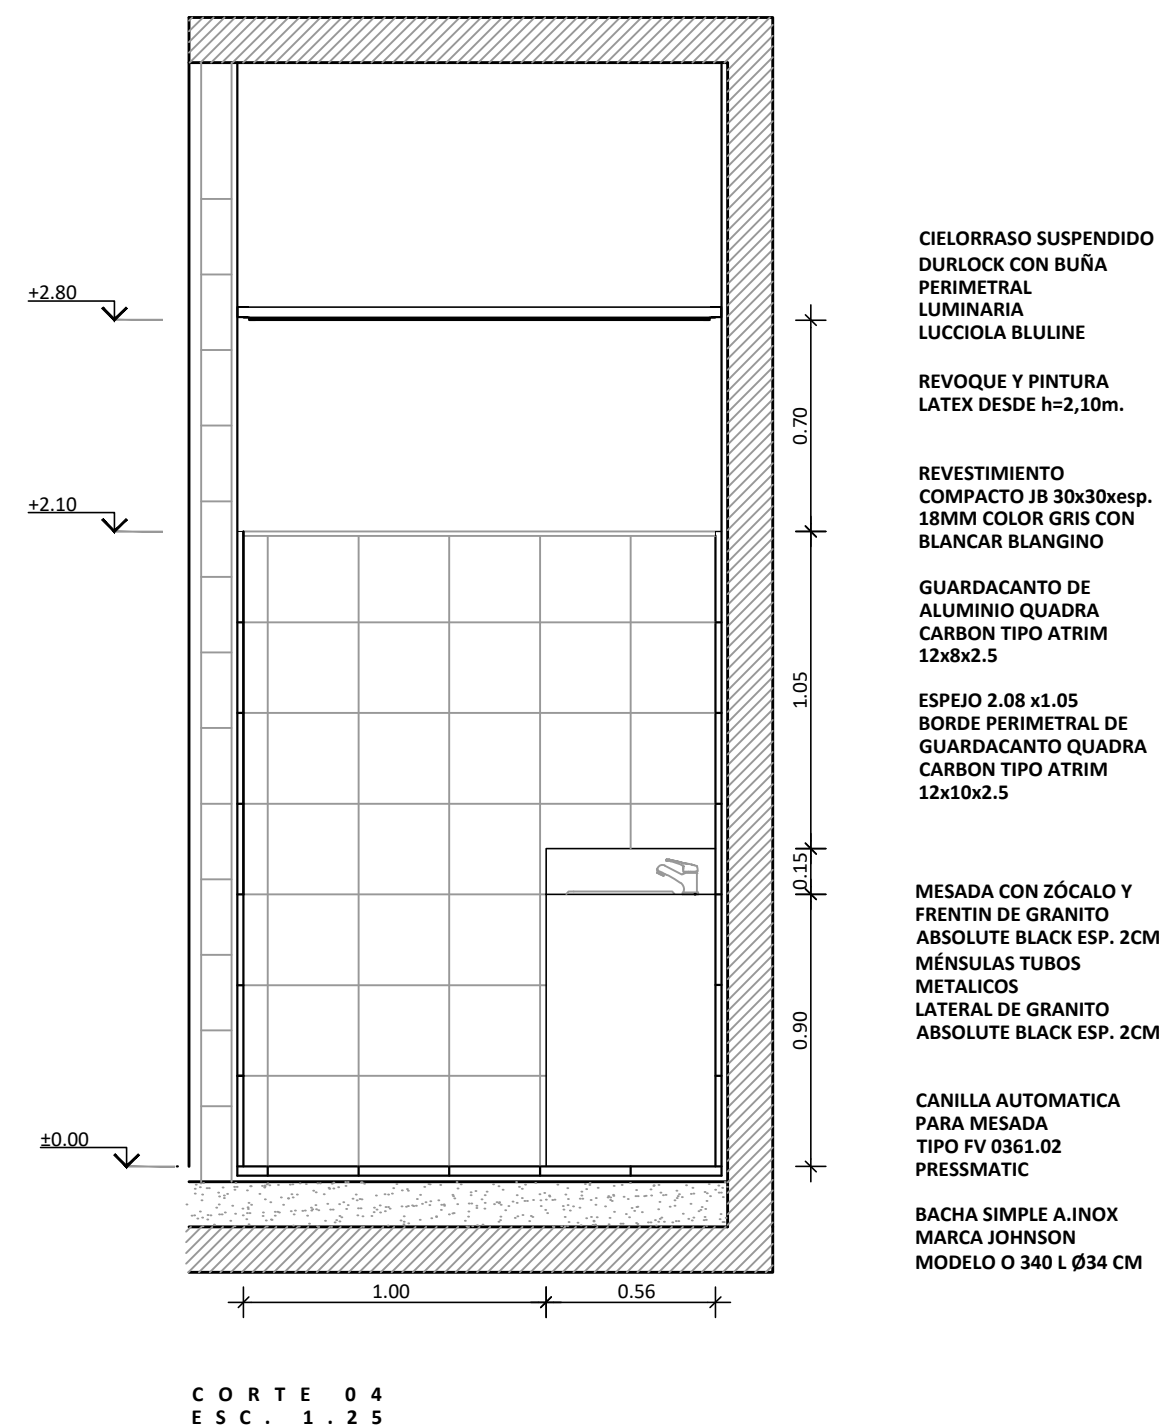 CIELORRASO SUSPENDIDO
DURLOCK CON BUÑA
PERIMETRAL
LUMINARIA
LUCCIOLA BLULINE
REVOQUE Y PINTURA
LATEX DESDE h=2,10m.
REVESTIMIENTO
COMPACTO JB 30x30xesp.
18MM COLOR GRIS CON
BLANCAR BLANGINO
GUARDACANTO DE
ALUMINIO QUADRA
CARBON TIPO ATRIM
12x8x2.5
ESPEJO 2.08 x1.05
BORDE PERIMETRAL DE
GUARDACANTO QUADRA
CARBON TIPO ATRIM
12x10x2.5
MESADA CON ZÓCALO Y
FRENTIN DE GRANITO
ABSOLUTE BLACK ESP. 2CM
MÉNSULAS TUBOS
METALICOS
LATERAL DE GRANITO
ABSOLUTE BLACK ESP. 2CM
CANILLA AUTOMATICA
PARA MESADA
TIPO FV 0361.02
PRESSMATIC
BACHA SIMPLE A.INOX
MARCA JOHNSON
MODELO O 340 L Ø34 CM
+2.80
+2.10
±0.00
0.70
1.05
0.15
0.90
1.00
0.56
CORTE 04
ESC. 1.25